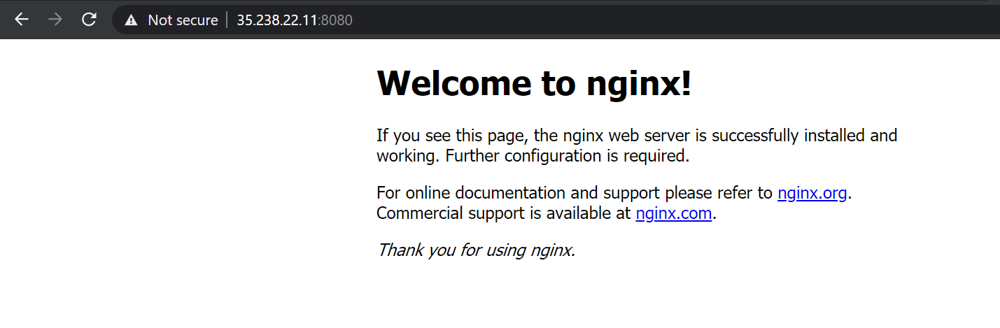 Not secure | 35.238.22.11:8080
Welcome to nginx!
If you see this page, the nginx web server is successfully installed and
working. Further configuration is required.
For online documentation and support please refer to nginx.org.
Commercial support is available at nginx.com.
Thank you for using nginx.